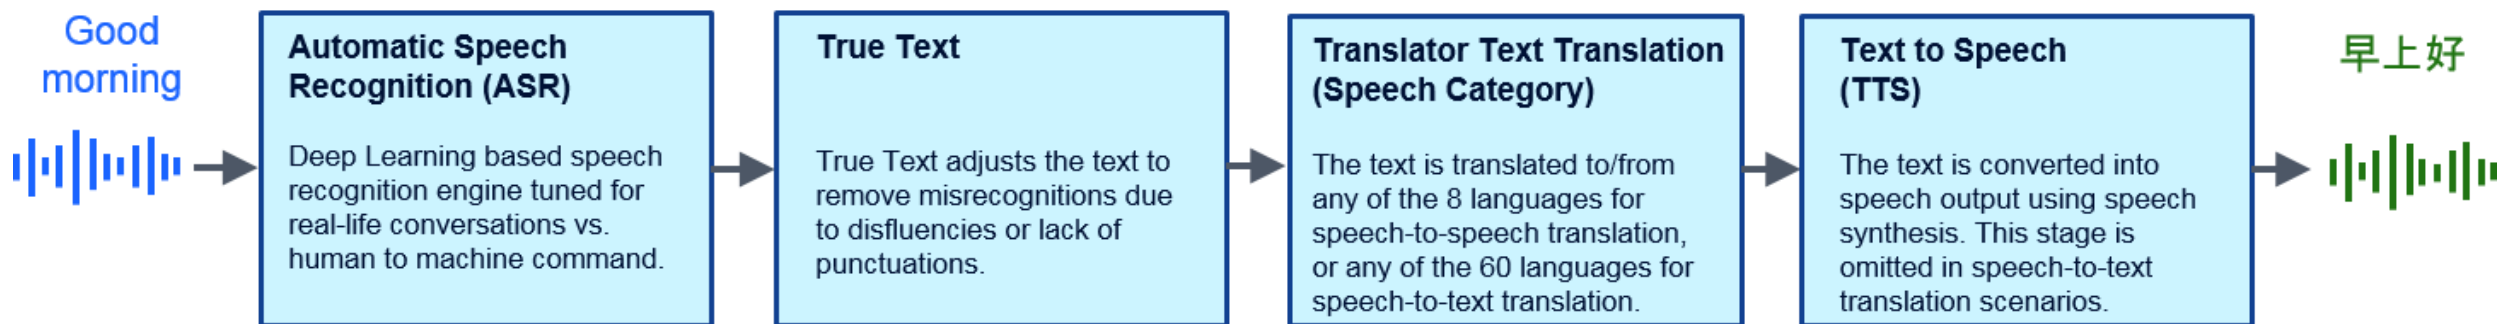 Good
morning
Automatic Speech
Recognition (ASR)
Deep Learning based speech
recognition engine tuned for
real-life conversations vs.
human to machine command.
True Text
True Text adjusts the text to
remove misrecognitions due
to disfluencies or lack of
punctuations.
Translator Text Translation
(Speech Category)
The text is translated to/from
any of the 8 languages for
speech-to-speech translation,
or any of the 60 languages for
speech-to-text translation.
Text to Speech
(TTS)
The text is converted into
speech output using speech
synthesis. This stage is
omitted in speech-to-text
translation scenarios.
早上好